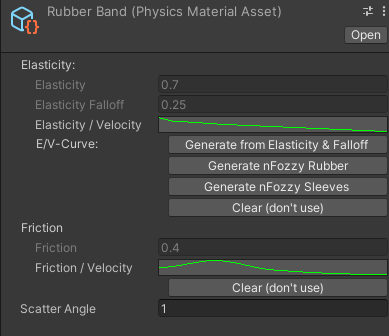 Rubber Band (Physics Material Asset)
Open
Elasticity:
Elasticity 0.7
Elasticity Falloff 0.25
Elasticity / Velocity
E/V-Curve: Generate from Elasticity & Falloff
Generate nFozzy Rubber
Generate nFozzy Sleeves
Clear (don't use)
Friction
Friction 0.4
Friction / Velocity
Clear (don't use)
Scatter Angle 1